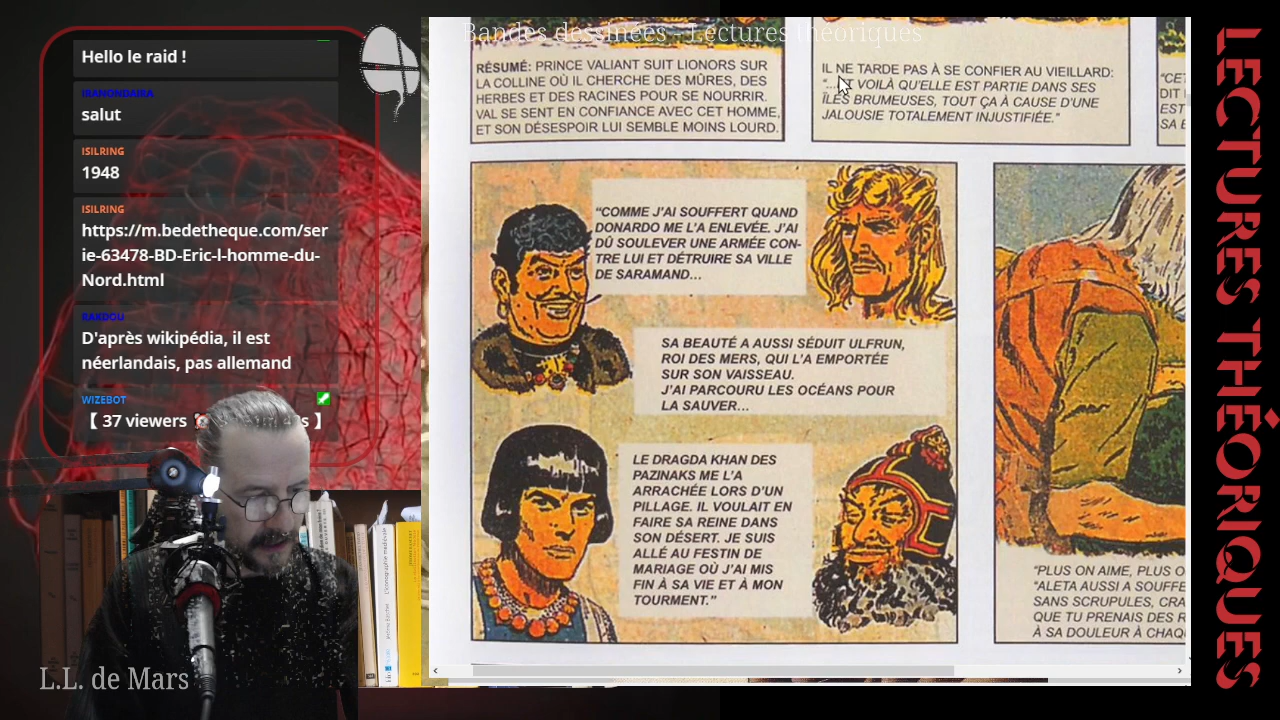 Hello le raid !
IBANONDAIRA
salut
ISILRING
1948
ISILRING
https://m.bedetheque.com/ser
ie-63478-BD-Eric-l-homme-du-
Nord.html
RAKDOU
D'après wikipédia, il est
néerlandais, pas allemand
WIZEBOT
【 37 viewers
】
L.L. de Mars
Bandes dessinées - Lectures théoriques
RÉSUMÉ: PRINCE VALIANT SUIT LIONORS SUR
LA COLLINE OÙ IL CHERCHE DES MÛRES, DES
HERBES ET DES RACINES POUR SE NOURRIR.
VAL SE SENT EN CONFIANCE AVEC CET HOMME,
ET SON DÉSESPOIR LUI SEMBLE MOINS LOURD.
IL NE TARDE PAS À SE CONFIER AU VIEILLARD:
VOILÀ QU'ELLE EST PARTIE DANS SES
ÎLES BRUMEUSES, TOUT ÇA À CAUSE D'UNE
JALOUSIE TOTALEMENT INJUSTIFIÉE."
"CET
DIT
EST
SA
"COMME J'AI SOUFFERT QUAND
DONARDO ME L'A ENLEVÉE. J'AI
DÛ SOULEVER UNE ARMÉE CON-
TRE LUI ET DÉTRUIRE SA VILLE
DE SARAMAND...
SA BEAUTÉ A AUSSI SÉDUIT ULFRUN,
ROI DES MERS, QUI L'A EMPORTÉE
SUR SON VAISSEAU.
J'AI PARCOURU LES OCÉANS POUR
LA SAUVER...
LE DRAGDA KHAN DES
PAZINAKS ME L'A
ARRACHÉE LORS D'UN
PILLAGE. IL VOULAIT EN
FAIRE SA REINE DANS
SON DÉSERT. JE SUIS
ALLÉ AU FESTIN DE
MARIAGE OÙ J'AI MIS
FIN À SA VIE ET À MON
TOURMENT."
"PLUS ON AIME, PLUS O
"ALETA AUSSI A SOUFFE
SANS SCRUPULES, CRA
QUE TU PRENAIS DES R
À SA DOULEUR À CHAQ
LECTURES THÉORIQUES